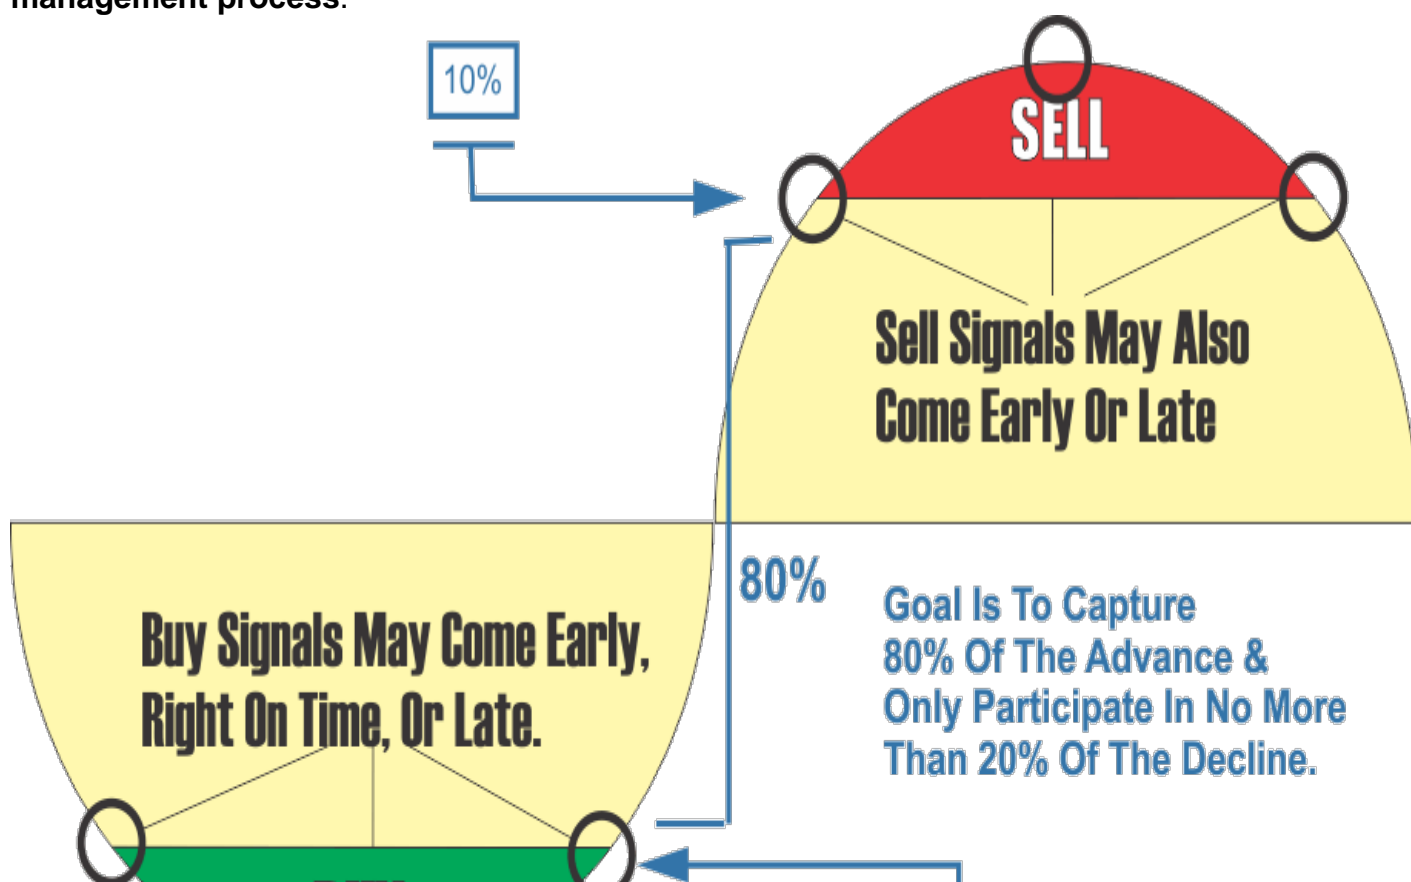 management process.
10%
SELL
Sell Signals May Also
Come Early Or Late
80%
Goal Is To Capture
80% Of The Advance &
Only Participate In No More
Than 20% Of The Decline.
Buy Signals May Come Early,
Right On Time, Or Late.